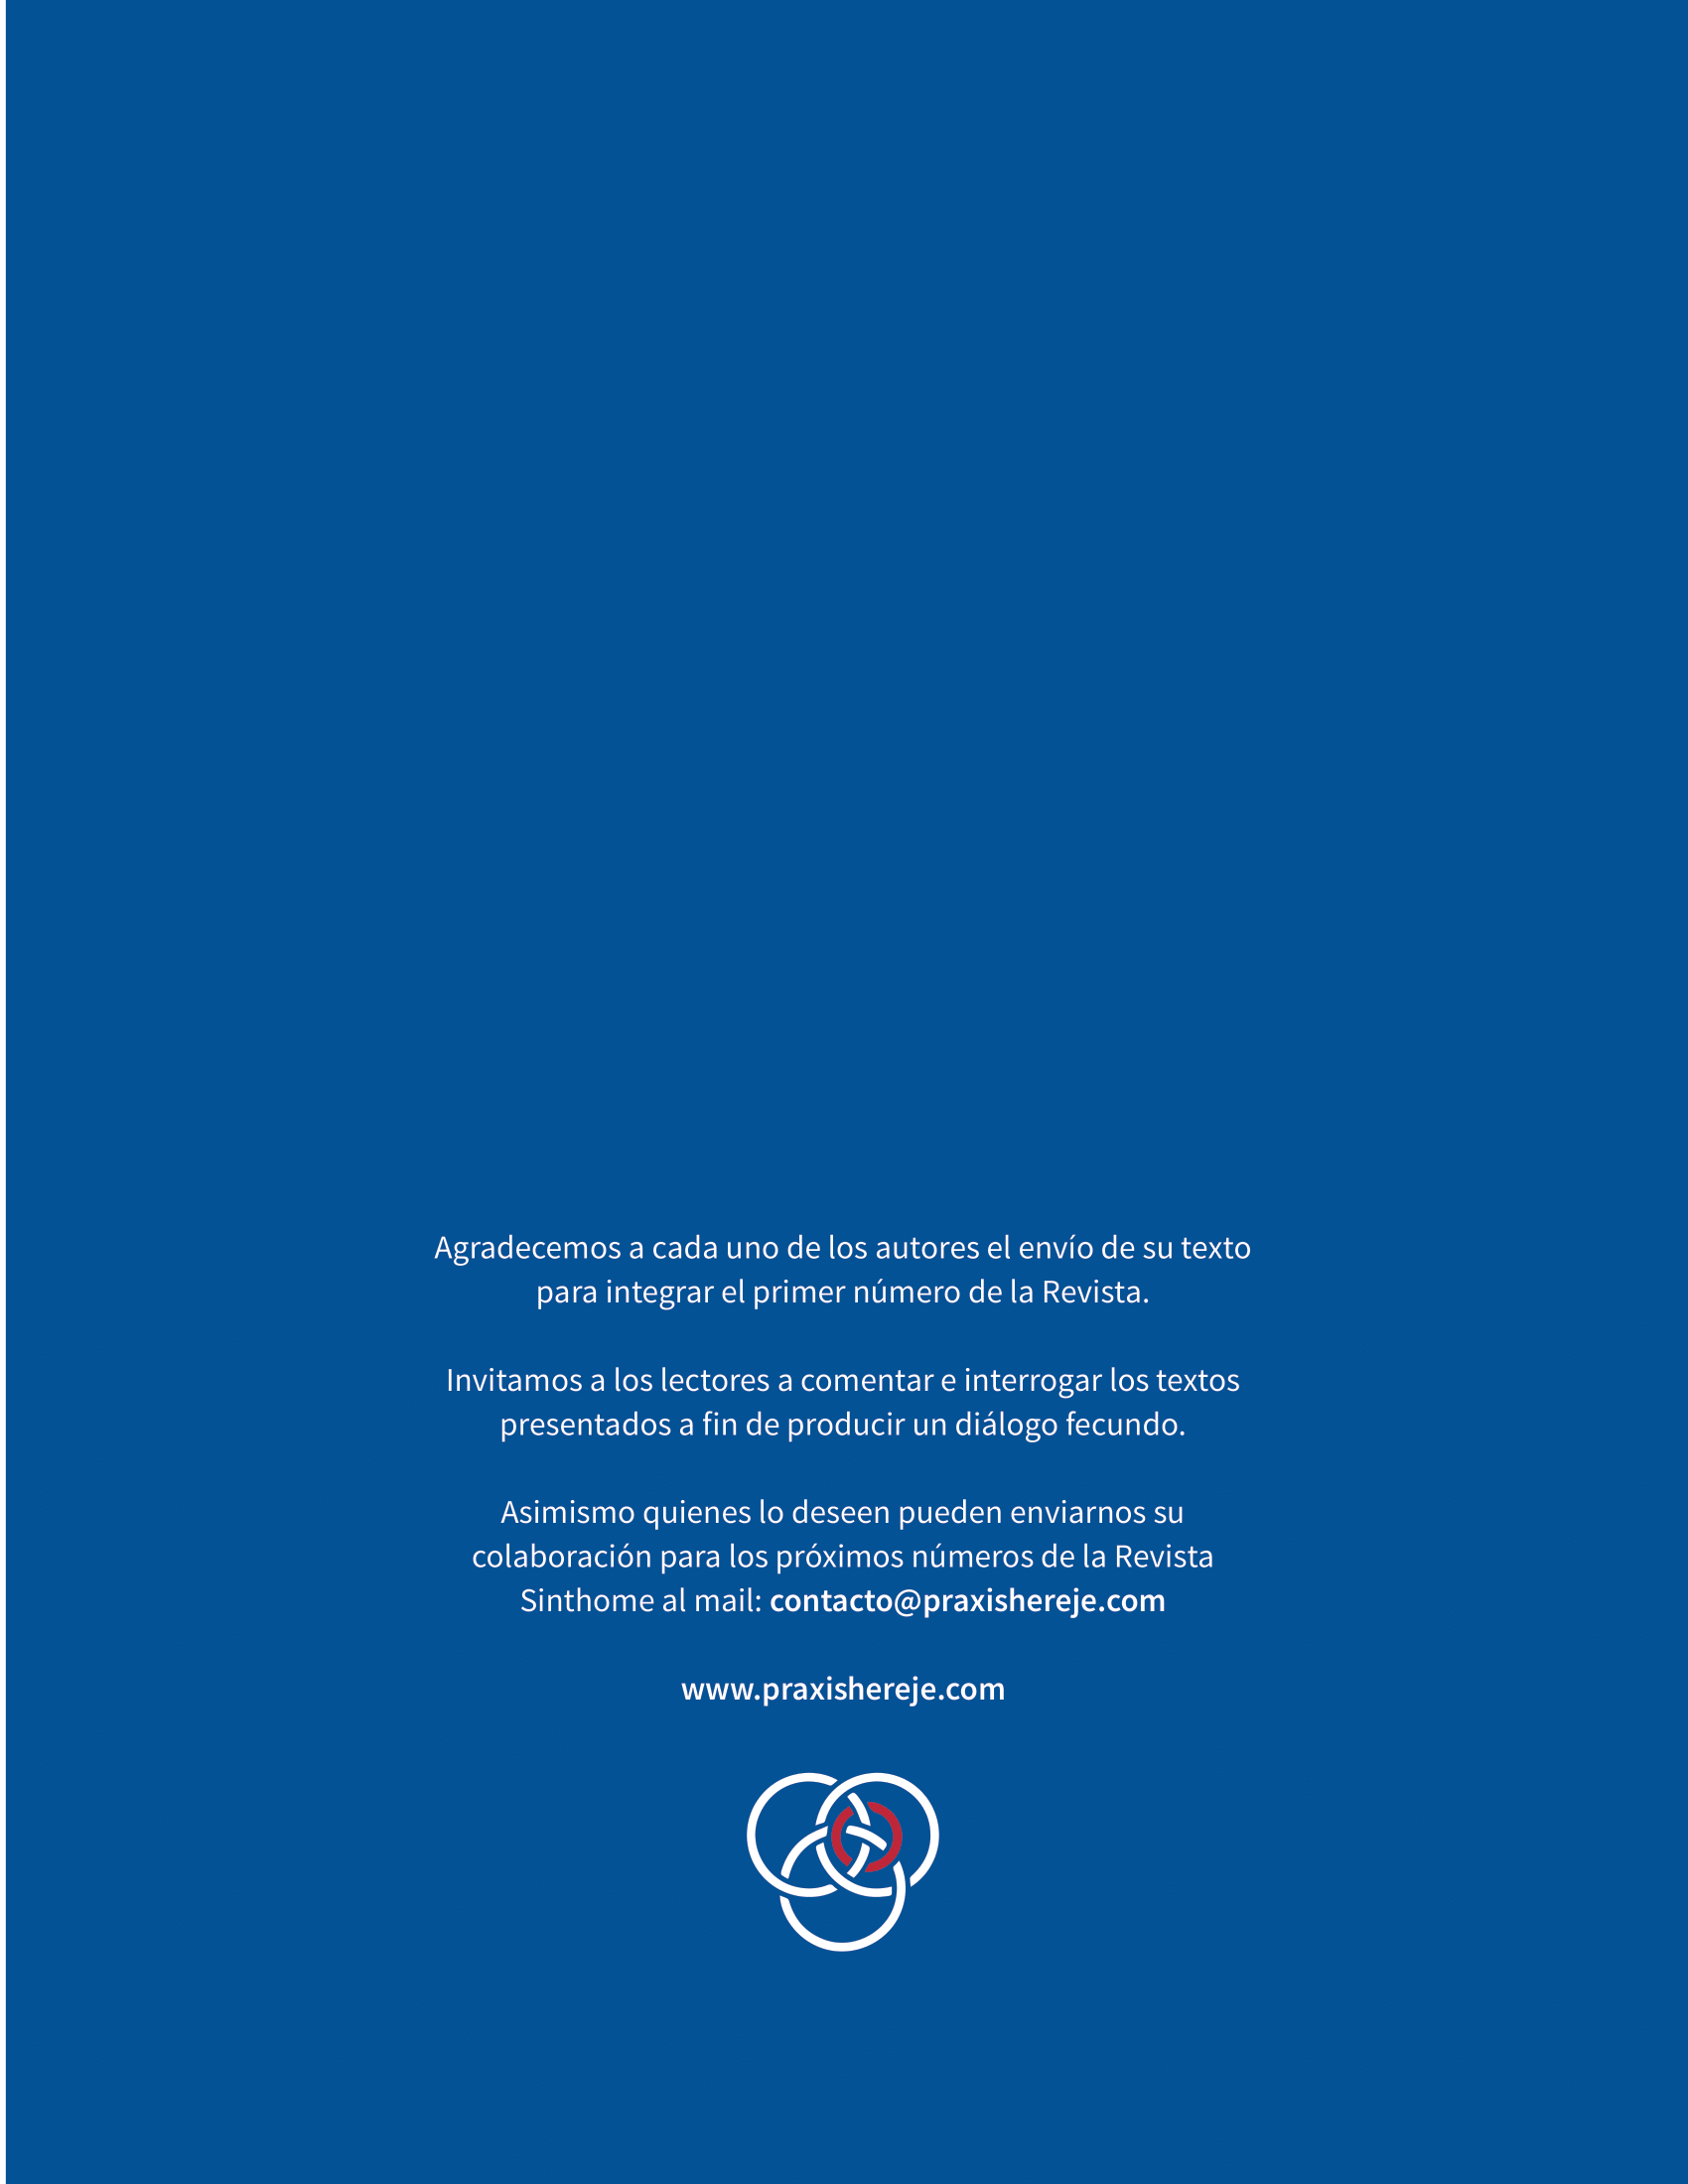 Agradecemos a cada uno de los autores el envío de su texto
para integrar el primer número de la Revista.
Invitamos a los lectores a comentar e interrogar los textos
presentados a fin de producir un diálogo fecundo.
Asimismo quienes lo deseen pueden enviarnos su
colaboración para los próximos números de la Revista
Sinthome al mail: contacto@praxishereje.com
www.praxishereje.com